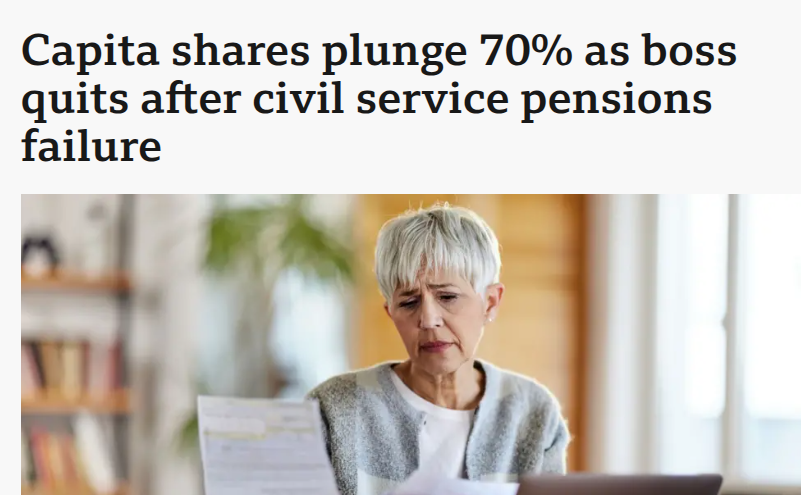 Capita shares plunge 70% as boss
quits after civil service pensions
failure